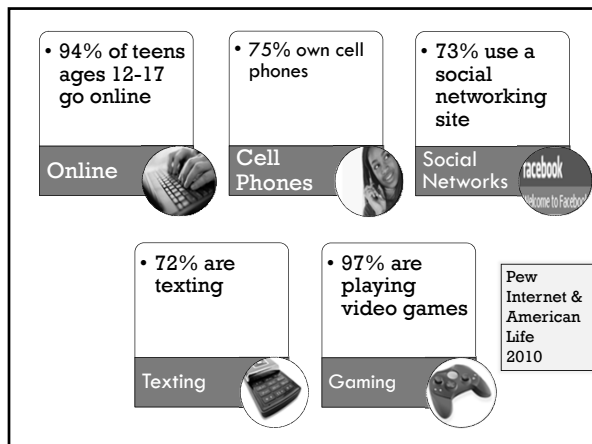 • 94% of teens
ages 12-17
go online
Online
• 75% own cell
phones
Cell
Phones
• 73% use a
social
networking
site
Social
Networks
facebook
Welcome to Facebook
• 72% are
texting
Texting
• 97% are
playing
video games
Gaming
Pew
Internet &
American
Life
2010